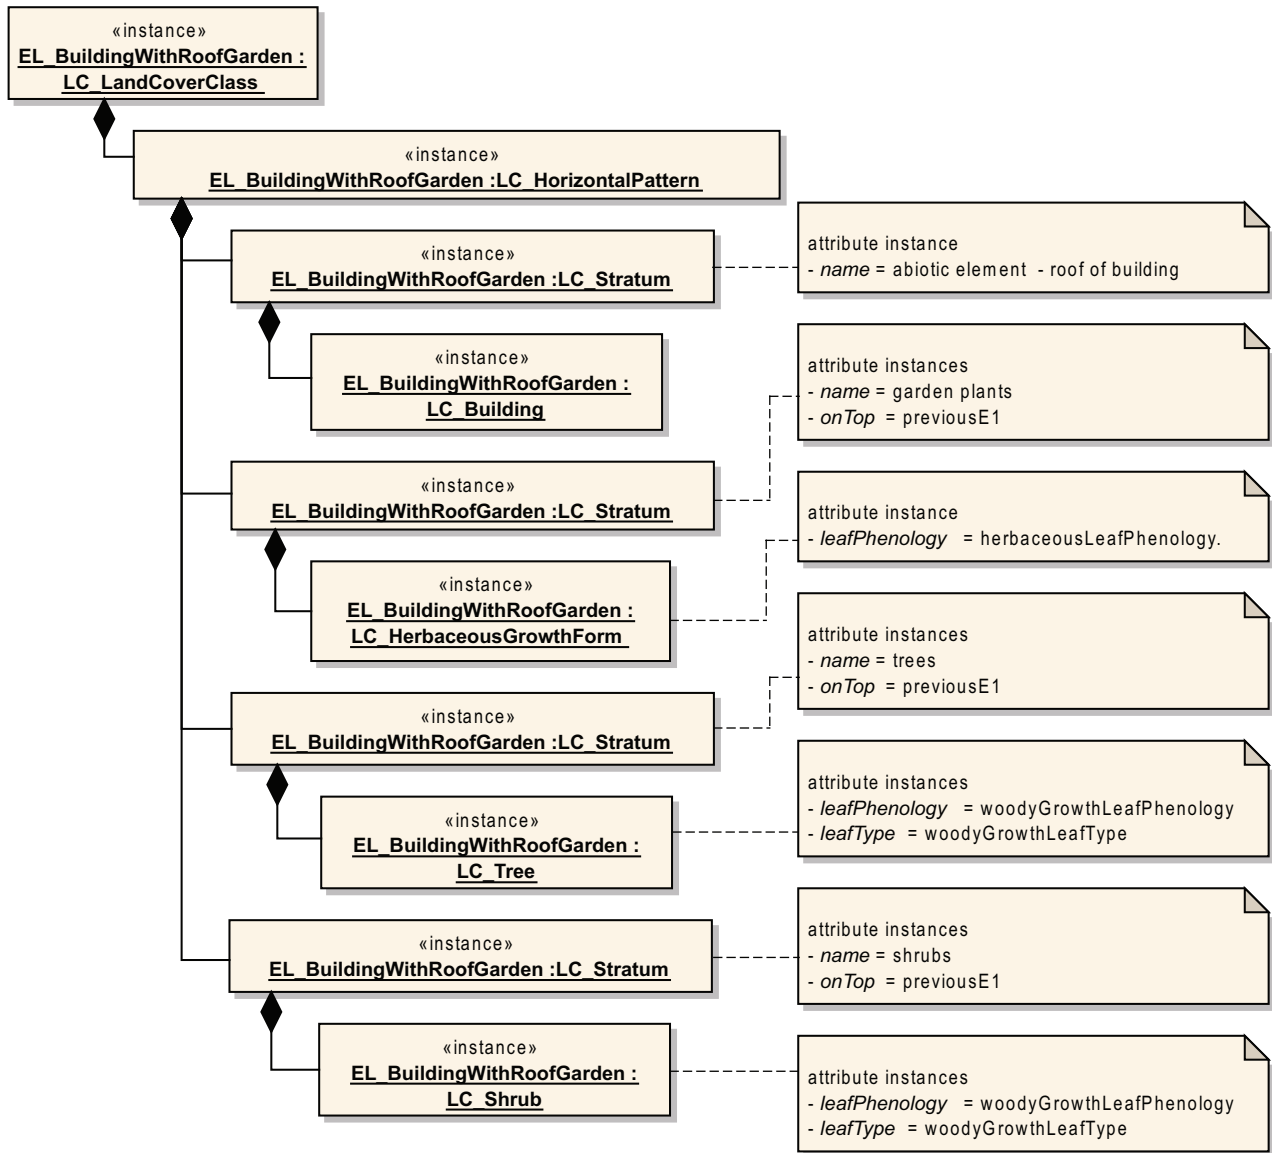 «instance»
EL_BuildingWithRoofGarden :
LC_LandCoverClass
«instance»
EL_BuildingWithRoofGarden :LC_HorizontalPattern
«instance»
EL_BuildingWithRoofGarden :LC_Stratum
attribute instance
- name = abiotic element - roof of building
«instance»
EL_BuildingWithRoofGarden :
LC_Building
attribute instances
- name = garden plants
- onTop = previousE1
«instance»
EL_BuildingWithRoofGarden :LC_Stratum
attribute instance
- leafPhenology = herbaceousLeafPhenology.
«instance»
EL_BuildingWithRoofGarden :
LC_HerbaceousGrowthForm
attribute instances
- name = trees
- onTop = previousE1
«instance»
EL_BuildingWithRoofGarden :LC_Stratum
attribute instances
- leafPhenology = woodyGrowthLeafPhenology
- leafType = woodyGrowthLeafType
«instance»
EL_BuildingWithRoofGarden :
LC_Tree
attribute instances
- name = shrubs
- onTop = previousE1
«instance»
EL_BuildingWithRoofGarden :LC_Stratum
«instance»
EL_BuildingWithRoofGarden :
LC_Shrub
attribute instances
- leafPhenology = woodyGrowthLeafPhenology
- leafType = woodyGrowthLeafType